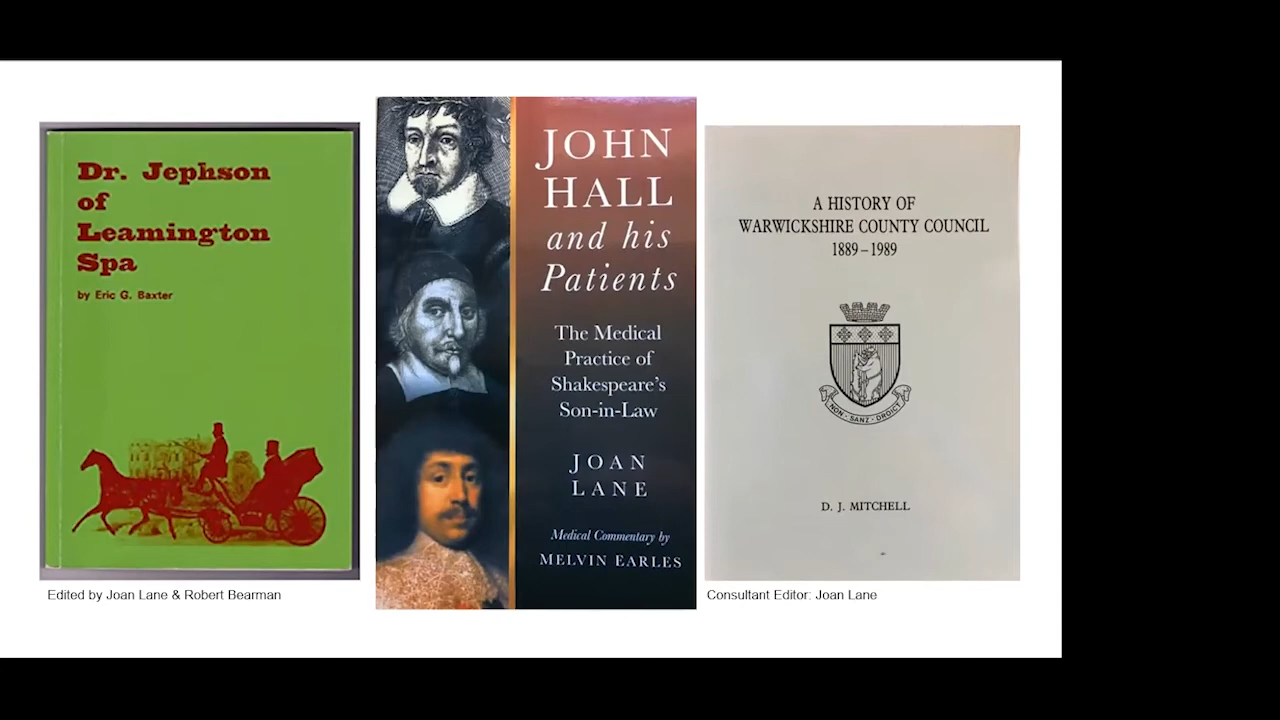 Dr. Jephson
of
Leamington
Spa
by Eric G. Baxter
Edited by Joan Lane & Robert Bearman
JOHN
HALL
and his
Patients
The Medical
Practice of
Shakespeare's
Son-in-Law
JOAN
LANE
Medical Commentary by
MELVIN EARLES
A HISTORY OF
WARWICKSHIRE COUNTY COUNCIL
1889–1989
NON · SANZ · DROICT
D. J. MITCHELL
Consultant Editor: Joan Lane